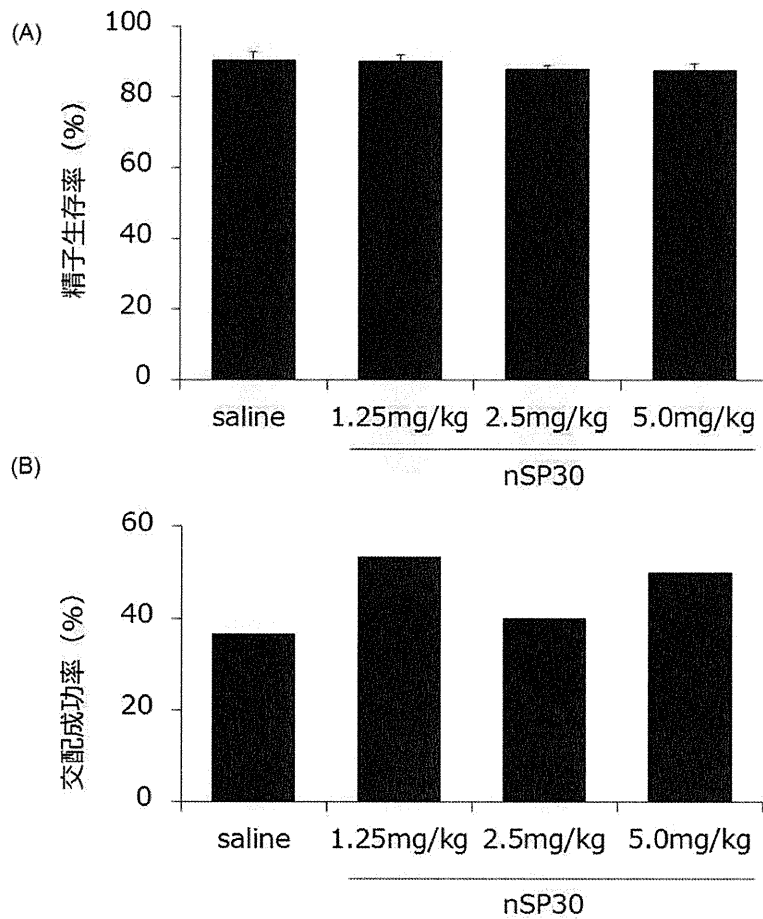 (A)
精子生存率 (%)
100
80
60
40
20
0
saline 1.25mg/kg 2.5mg/kg 5.0mg/kg
nSP30
(B)
交配成功率 (%)
60
40
20
0
saline 1.25mg/kg 2.5mg/kg 5.0mg/kg
nSP30